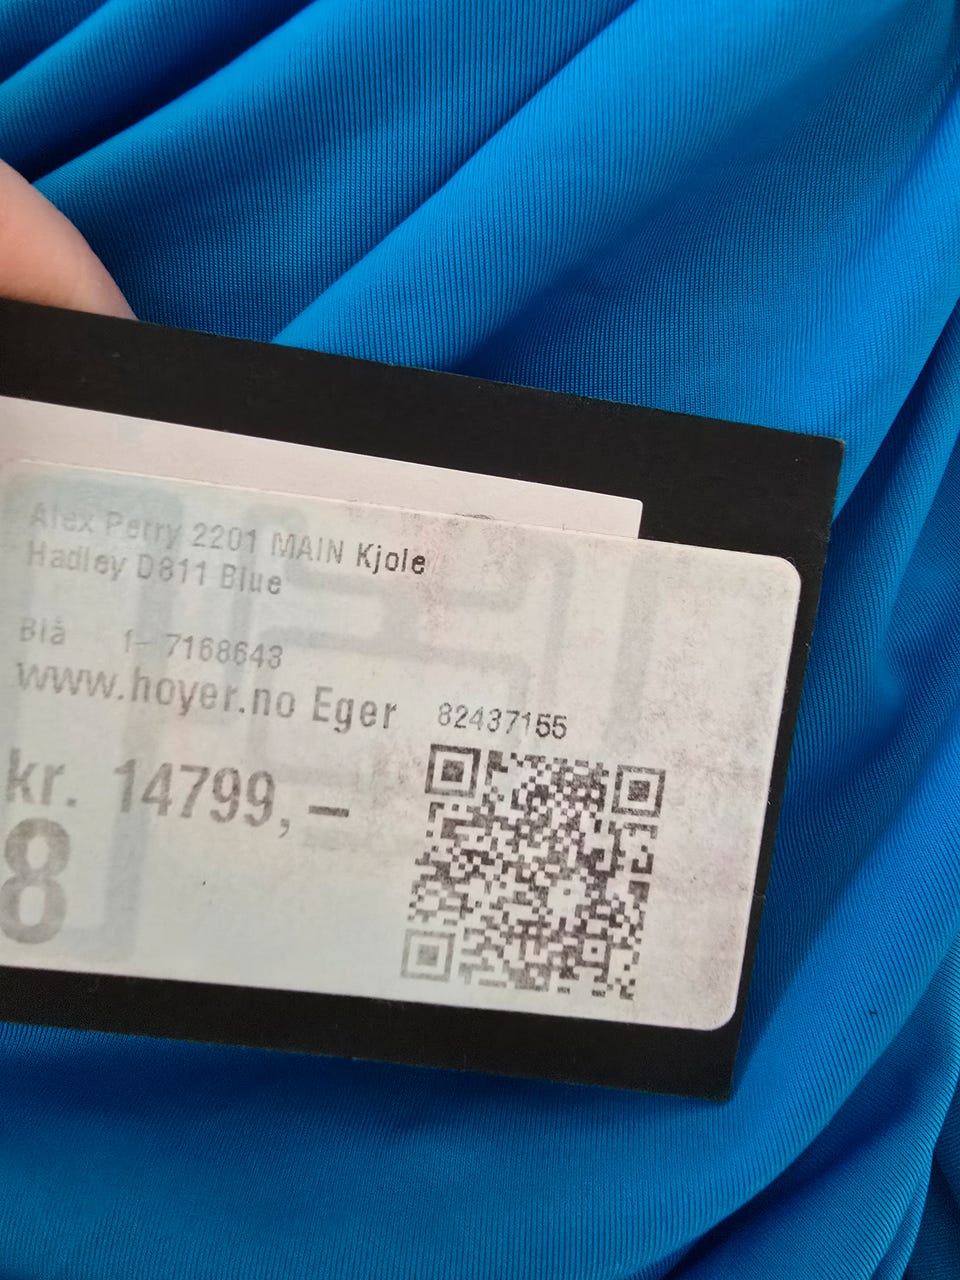 Alex Perry 2201 MAIN Kjole
Hadley D811 Blue
Blå 1- 7168643
www.hoyer.no Eger 82437155
kr. 14799,-
8